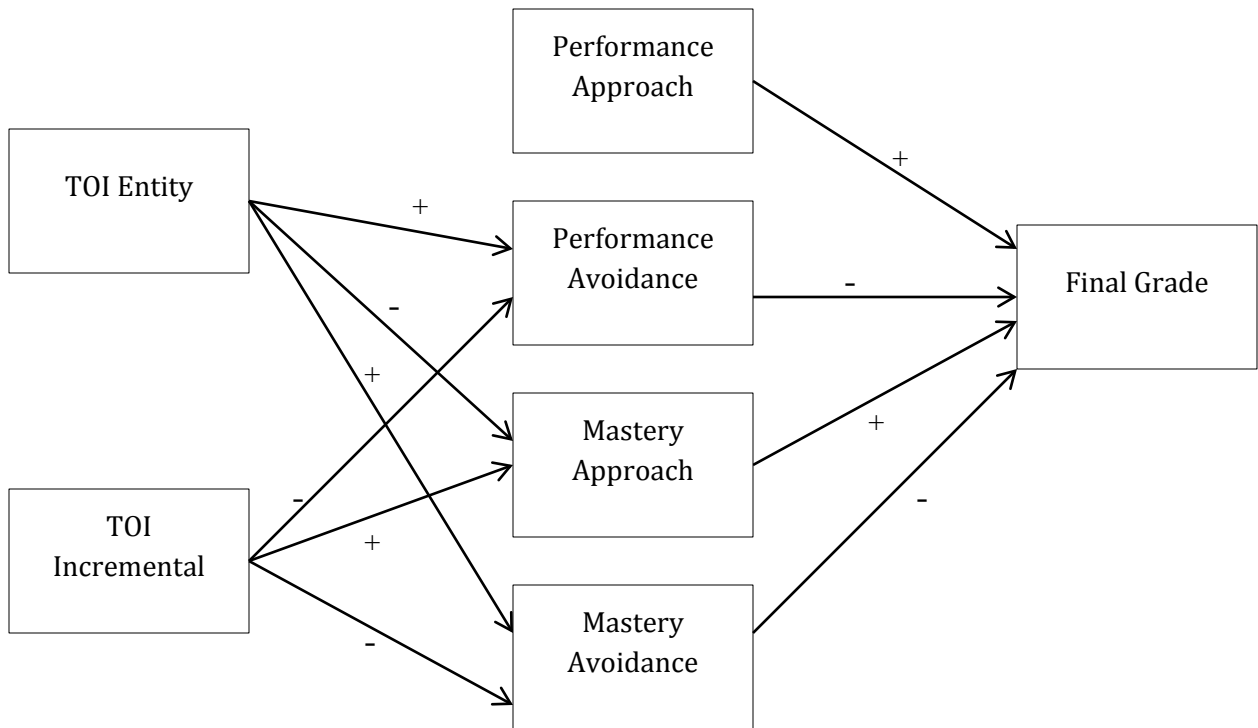 Performance
Approach
+
TOI Entity
+
Performance
Avoidance
-
Final Grade
-
+
Mastery
Approach
+
-
-
TOI
Incremental
+
Mastery
Avoidance
-